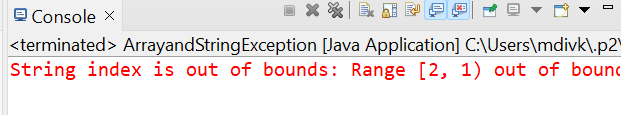 Console
<terminated> ArrayandStringException [Java Application] C:\Users\mdivk\.p2\
String index is out of bounds: Range [2, 1) out of